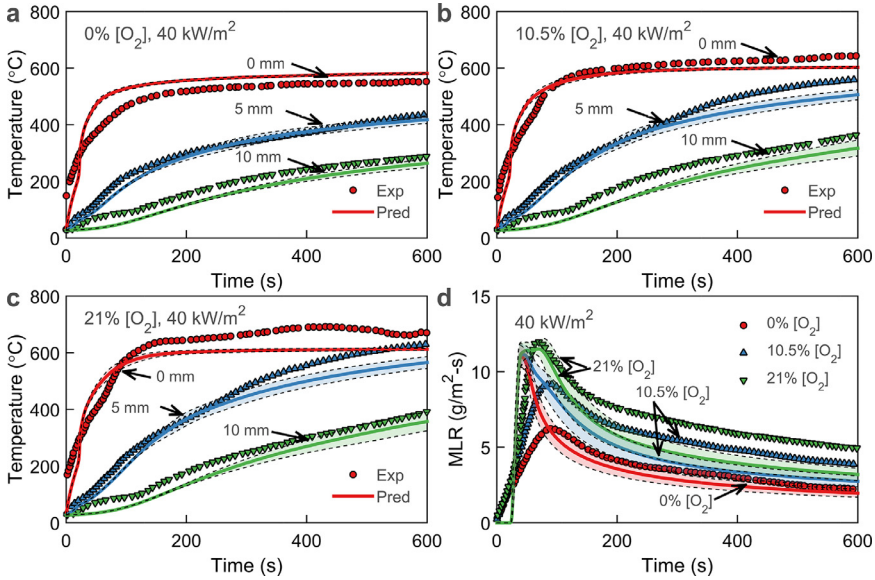 a
0% [O2], 40 kW/m2
0 mm
5 mm
10 mm
Exp
Pred
Temperature (°C)
800
600
400
200
0
0
200
400
600
Time (s)
b
10.5% [O2], 40 kW/m2
0 mm
5 mm
10 mm
Exp
Pred
Temperature (°C)
800
600
400
200
0
0
200
400
600
Time (s)
c
21% [O2], 40 kW/m2
0 mm
5 mm
10 mm
Exp
Pred
Temperature (°C)
800
600
400
200
0
0
200
400
600
Time (s)
d
40 kW/m2
0% [O2]
10.5% [O2]
21% [O2]
21% [O2]
10.5% [O2]
0% [O2]
MLR (g/m2-s)
15
10
5
0
0
200
400
600
Time (s)